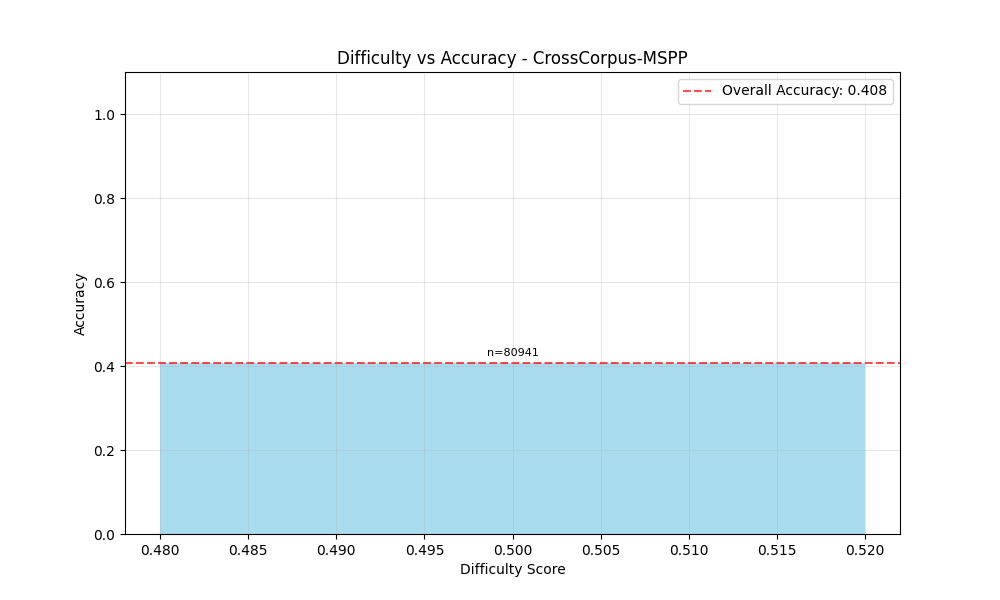 Difficulty vs Accuracy - CrossCorpus-MSPP
Overall Accuracy: 0.408
1.0
0.8
0.6
0.4
0.2
0.0
Accuracy
n=80941
0.480 0.485 0.490 0.495 0.500 0.505 0.510 0.515 0.520
Difficulty Score